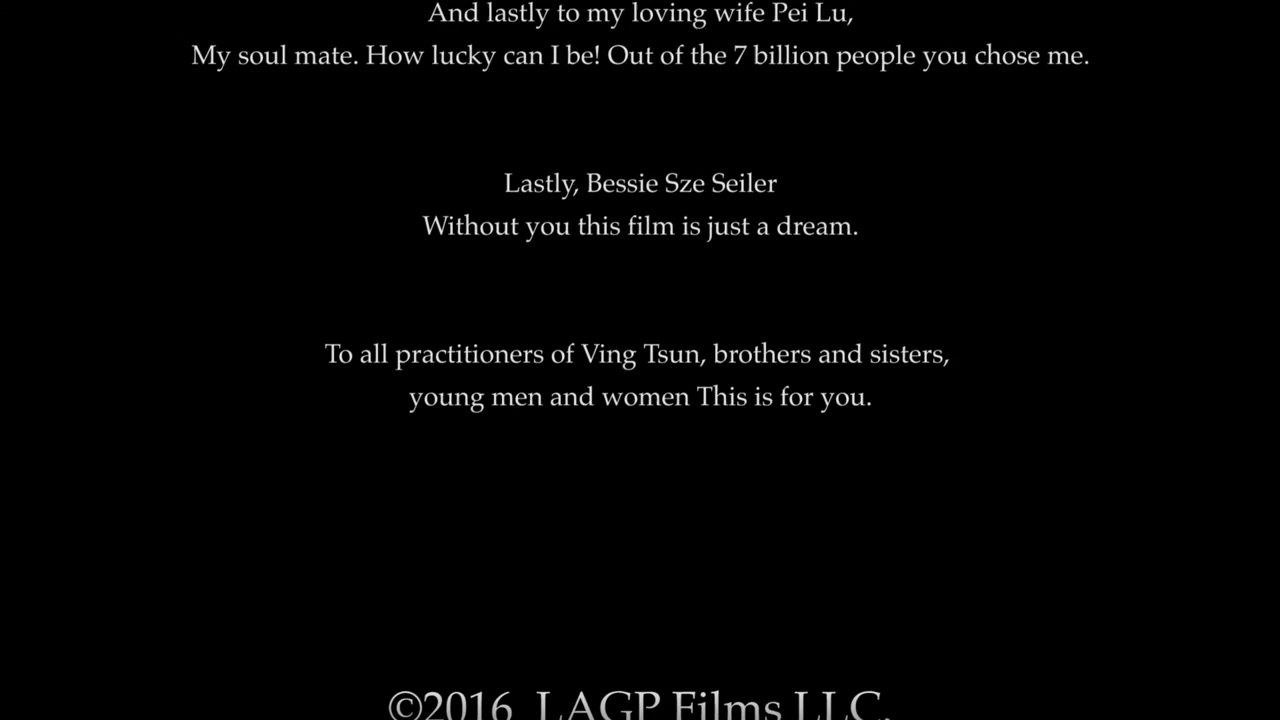 And lastly to my loving wife Pei Lu,
My soul mate. How lucky can I be! Out of the 7 billion people you chose me.
Lastly, Bessie Sze Seiler
Without you this film is just a dream.
To all practitioners of Ving Tsun, brothers and sisters,
young men and women This is for you.
©2016 LAGP Films LLC.